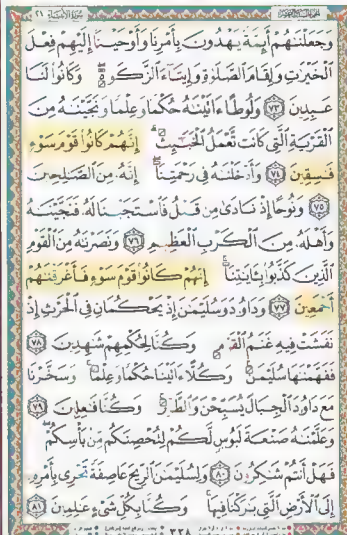 سورة الأنبياء ٢١
وَجَعَلْنَٰهُمْ أَئِمَّةً يَهْدُونَ بِأَمْرِنَا وَأَوْحَيْنَآ إِلَيْهِمْ فِعْلَ
ٱلْخَيْرَٰتِ وَإِقَامَ ٱلصَّلَوٰةِ وَإِيتَآءَ ٱلزَّكَوٰةِ وَكَانُوا۟ لَنَا
عَٰبِدِينَ ٧٣ وَلُوطًا ءَاتَيْنَٰهُ حُكْمًا وَعِلْمًا وَنَجَّيْنَٰهُ مِنَ
ٱلْقَرْيَةِ ٱلَّتِى كَانَت تَّعْمَلُ ٱلْخَبَٰٓئِثَ إِنَّهُمْ كَانُوا۟ قَوْمَ سَوْءٍ
فَٰسِقِينَ ٧٤ وَأَدْخَلْنَٰهُ فِى رَحْمَتِنَآ إِنَّهُۥ مِنَ ٱلصَّٰلِحِينَ
٧٥ وَنُوحًا إِذْ نَادَىٰ مِن قَبْلُ فَٱسْتَجَبْنَا لَهُۥ فَنَجَّيْنَٰهُ
وَأَهْلَهُۥ مِنَ ٱلْكَرْبِ ٱلْعَظِيمِ ٧٦ وَنَصَرْنَٰهُ مِنَ ٱلْقَوْمِ
ٱلَّذِينَ كَذَّبُوا۟ بِـَٔايَٰتِنَآ إِنَّهُمْ كَانُوا۟ قَوْمَ سَوْءٍ فَأَغْرَقْنَٰهُمْ
أَجْمَعِينَ ٧٧ وَدَاوُۥدَ وَسُلَيْمَٰنَ إِذْ يَحْكُمَانِ فِى ٱلْحَرْثِ إِذْ
نَفَشَتْ فِيهِ غَنَمُ ٱلْقَوْمِ وَكُنَّا لِحُكْمِهِمْ شَٰهِدِينَ ٧٨
فَفَهَّمْنَٰهَا سُلَيْمَٰنَ وَكُلًّا ءَاتَيْنَا حُكْمًا وَعِلْمًا وَسَخَّرْنَا
مَعَ دَاوُۥدَ ٱلْجِبَالَ يُسَبِّحْنَ وَٱلطَّيْرَ وَكُنَّا فَٰعِلِينَ ٧٩
وَعَلَّمْنَٰهُ صَنْعَةَ لَبُوسٍ لَّكُمْ لِتُحْصِنَكُم مِّنۢ بَأْسِكُمْ
فَهَلْ أَنتُمْ شَٰكِرُونَ ٨٠ وَلِسُلَيْمَٰنَ ٱلرِّيحَ عَاصِفَةً تَجْرِى بِأَمْرِهِۦٓ
إِلَى ٱلْأَرْضِ ٱلَّتِى بَٰرَكْنَا فِيهَا وَكُنَّا بِكُلِّ شَىْءٍ عَٰلِمِينَ ٨١
٣٢٨